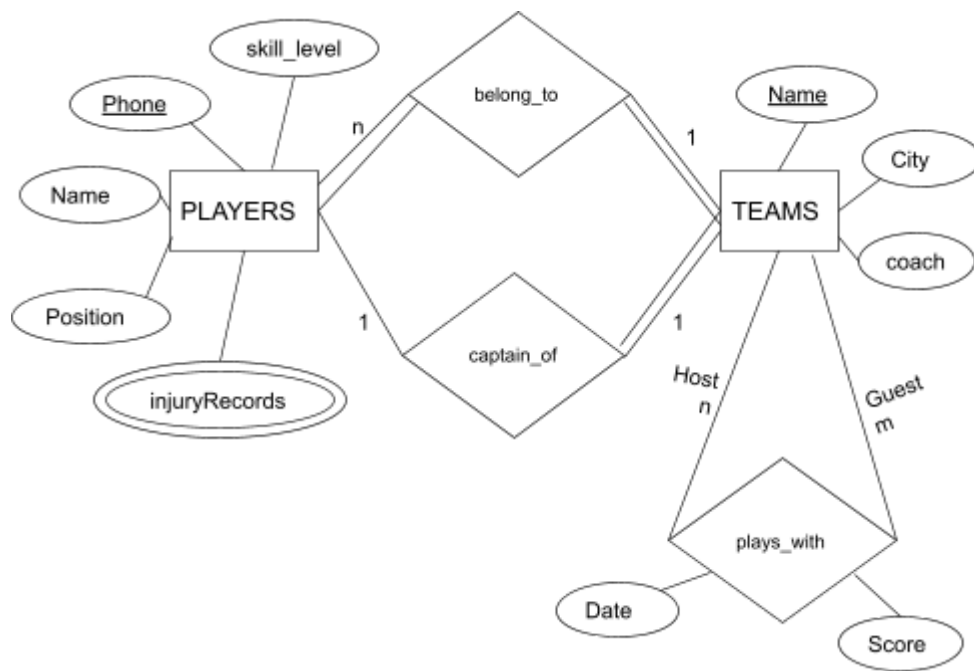 skill_level
belong_to
Phone
Name
n
1
City
Name
PLAYERS
TEAMS
coach
Position
1
captain_of
1
injuryRecords
Host
n
Guest
m
plays_with
Date
Score